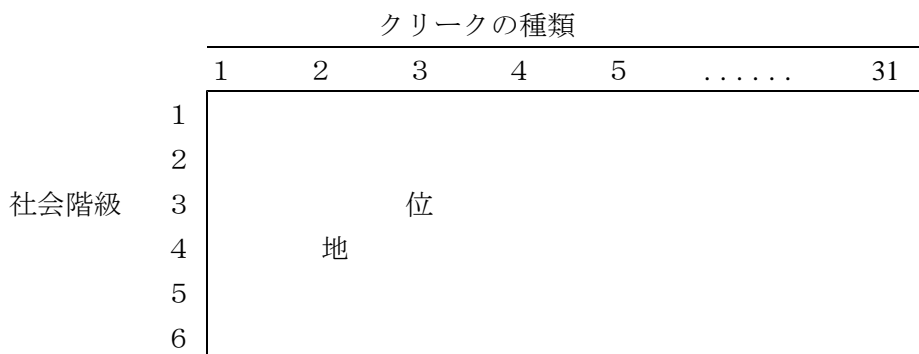 クリークの種類
１ ２ ３ ４ ５ ...... 31
１
２
社会階級 ３ 位
４ 地
５
６